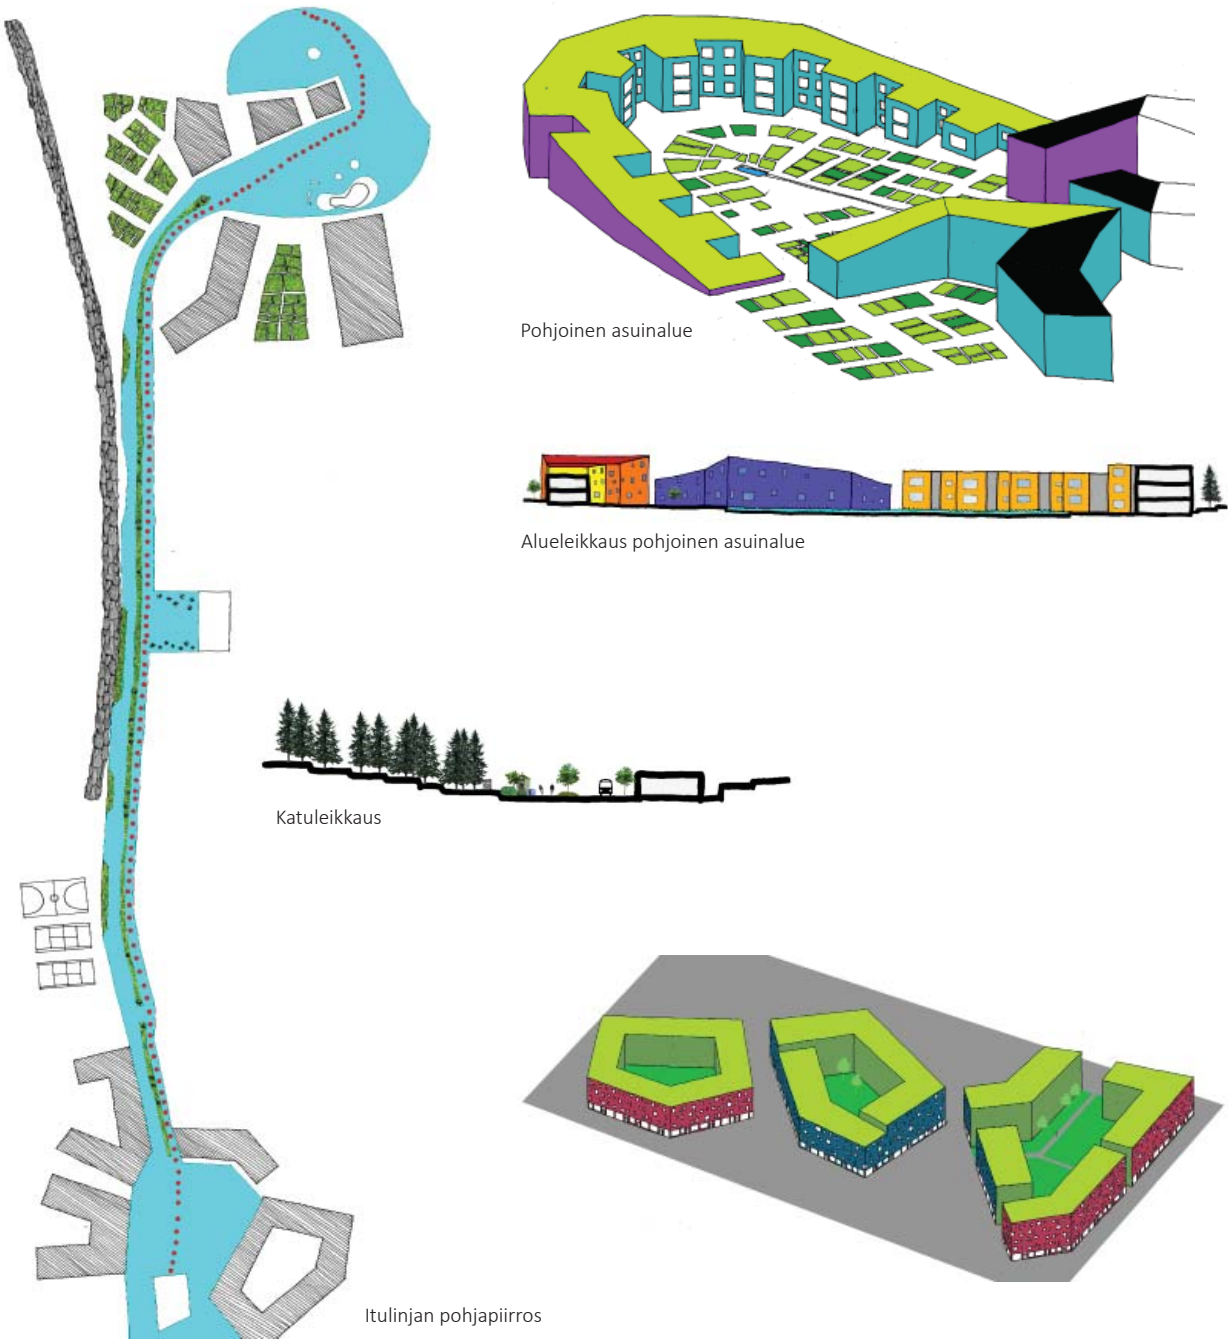 Pohjoinen asuinalue
Alueleikkaus pohjoinen asuinalue
Katuleikkaus
Itulinjan pohjapiirros